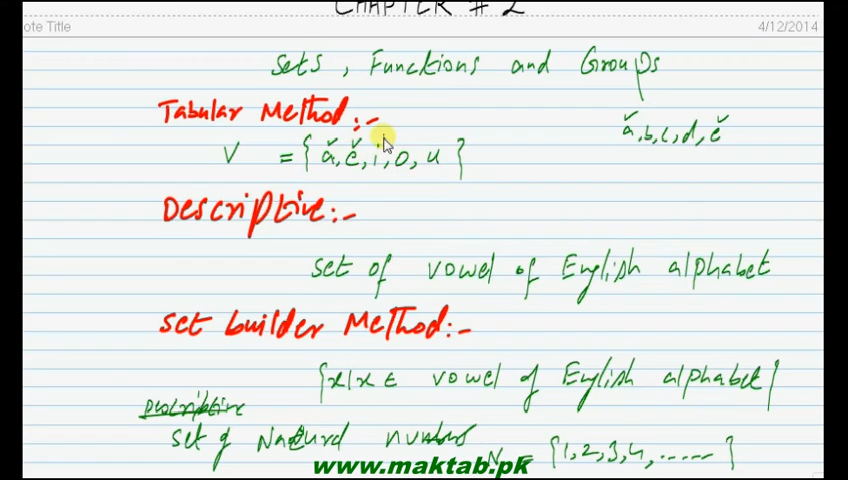 CHAPTER # 2
ote Title
4/12/2014
Sets, Functions and Groups
Tabular Method:-
a, b, c, d, e
V = { a, e, i, o, u }
Descriptive:-
set of vowel of English alphabet
Set builder Method:-
{x/x ∈ vowel of English alphabet}
Descriptive
set of Natural number N = {1, 2, 3, 4, ......}
www.maktab.pk